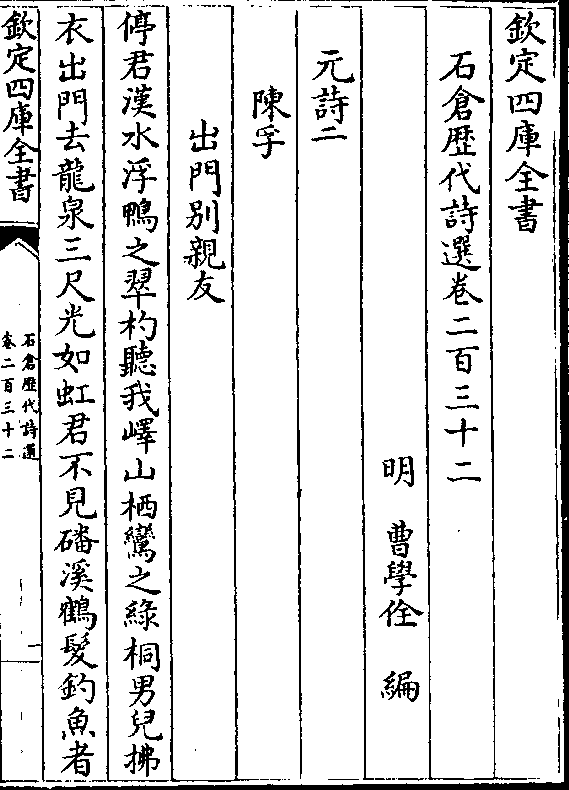 欽定四庫全書
石倉歷代詩選卷二百三十二
明 曹學佺 編
元詩二
陳孚
出門別親友
停君漢水浮鴨之翠杓聽我嶧山栖鸞之綠桐男兒拂
衣出門去龍泉三尺光如虹君不見磻溪鶴髮釣魚者
欽定四庫全書
石倉歷代詩選
卷二百三十二
一